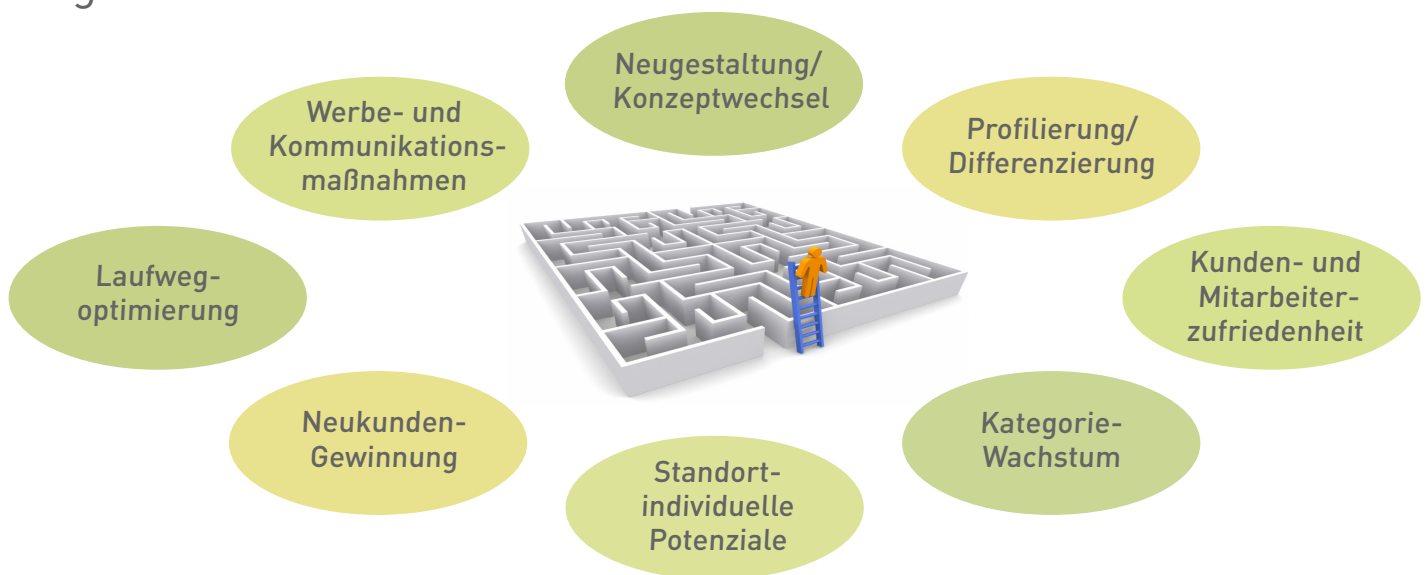 Neugestaltung/
Konzeptwechsel
Werbe- und
Kommunikations-
maßnahmen
Profilierung/
Differenzierung
Laufweg-
optimierung
Kunden- und
Mitarbeiter-
zufriedenheit
Neukunden-
Gewinnung
Kategorie-
Wachstum
Standort-
individuelle
Potenziale